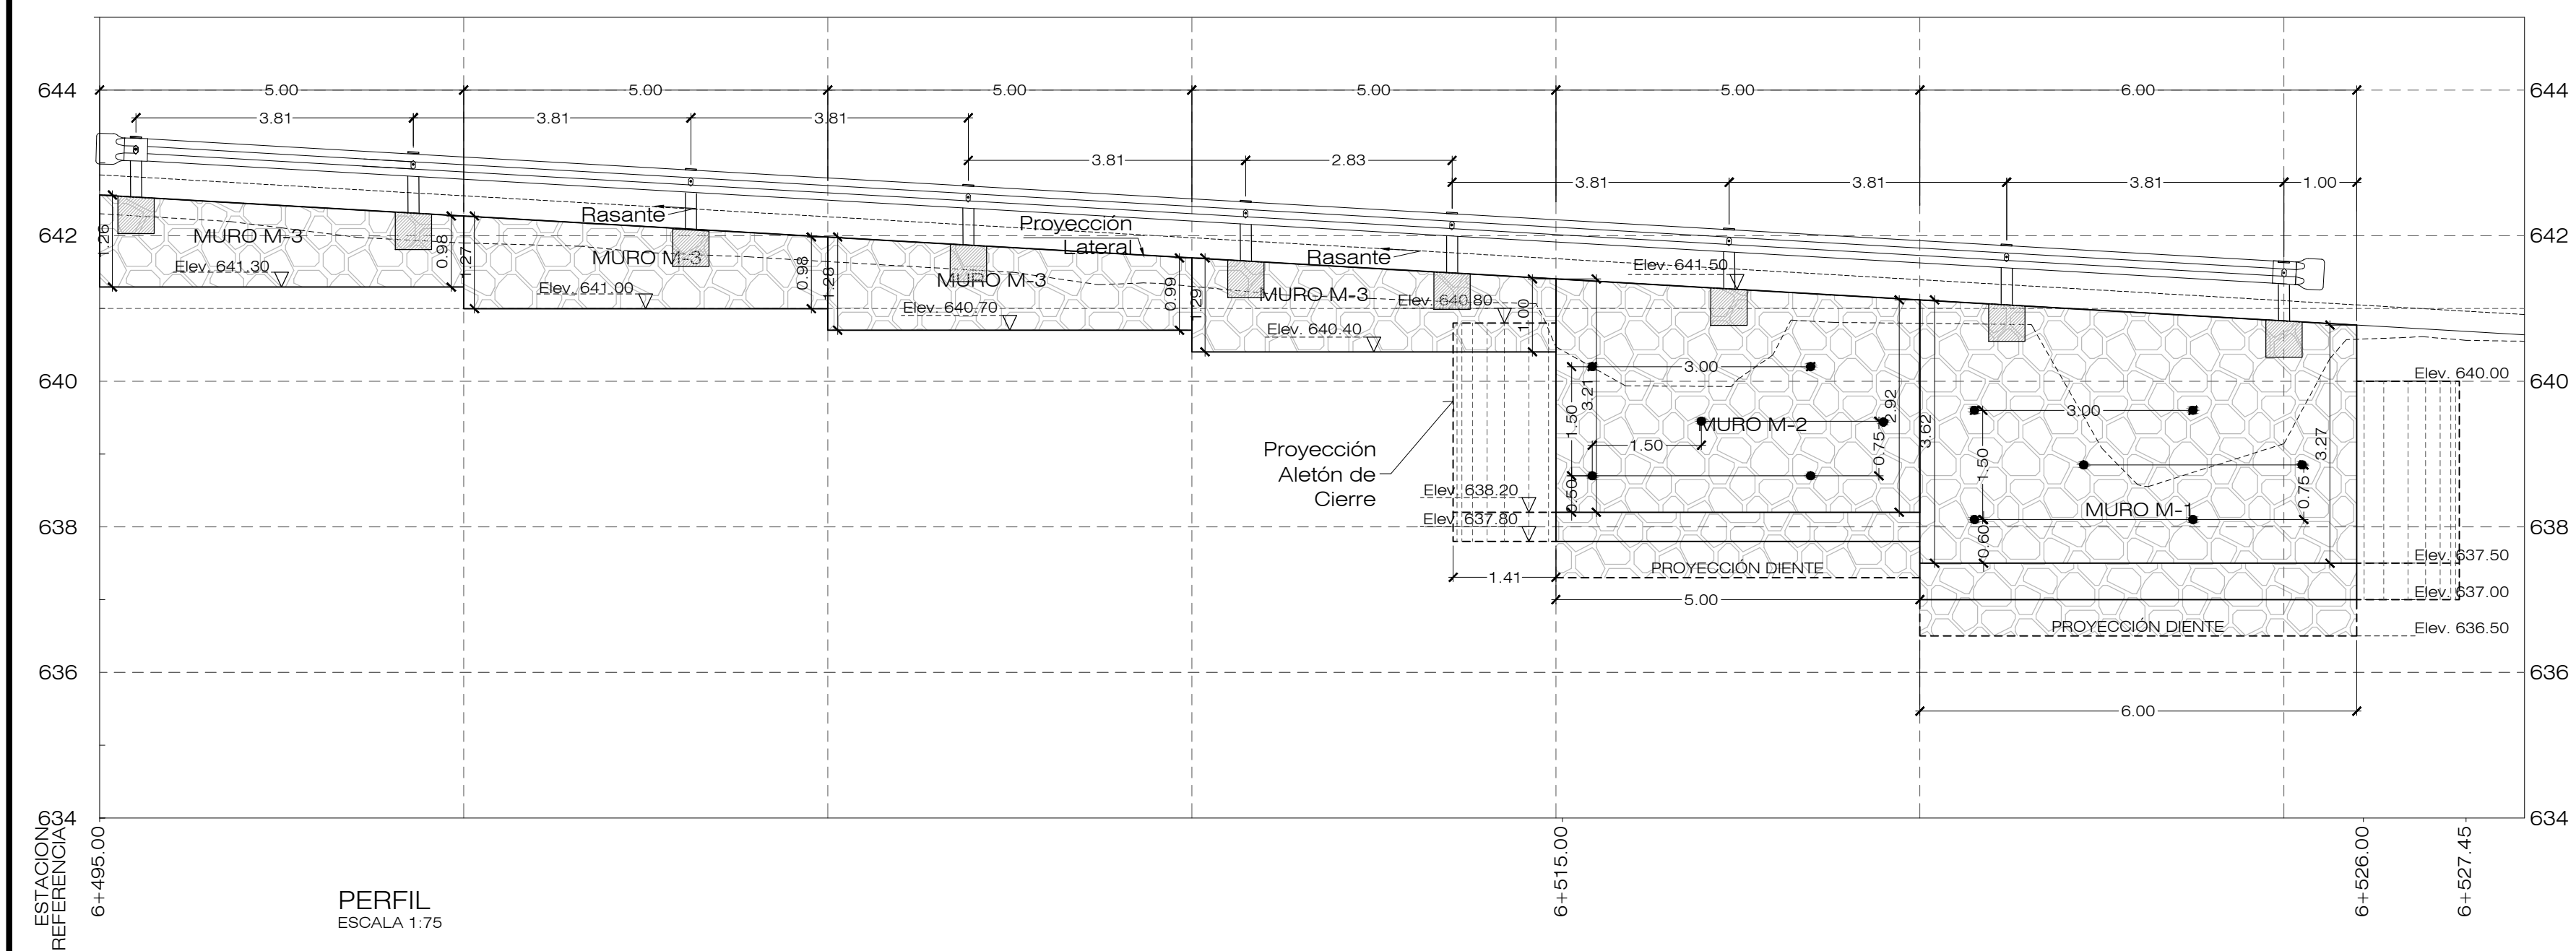 644
5.00
5.00
5.00
5.00
5.00
6.00
644
3.81
3.81
3.81
3.81
2.83
3.81
3.81
3.81
1.00
Rasante
Proyección
Lateral
Rasante
642
642
1.26
MURO M-3
Elev. 641.30
0.98
1.27
MURO M-3
Elev. 641.00
0.98
1.28
MURO M-3
Elev. 640.70
0.99
1.29
MURO M-3
Elev. 640.80
Elev. 640.40
1.00
Elev. 641.50
640
640
3.00
3.21
1.50
1.50
0.50
MURO M-2
0.75
2.92
3.62
3.00
1.50
0.60
MURO M-1
0.75
3.27
Elev. 640.00
Proyección
Aletón de
Cierre
Elev. 638.20
Elev. 637.80
638
638
Elev. 637.50
Elev. 637.00
Elev. 636.50
1.41
PROYECCIÓN DIENTE
5.00
PROYECCIÓN DIENTE
636
636
6.00
634
634
ESTACION
REFERENCIA
6+495.00
6+515.00
6+526.00
6+527.45
PERFIL
ESCALA 1:75